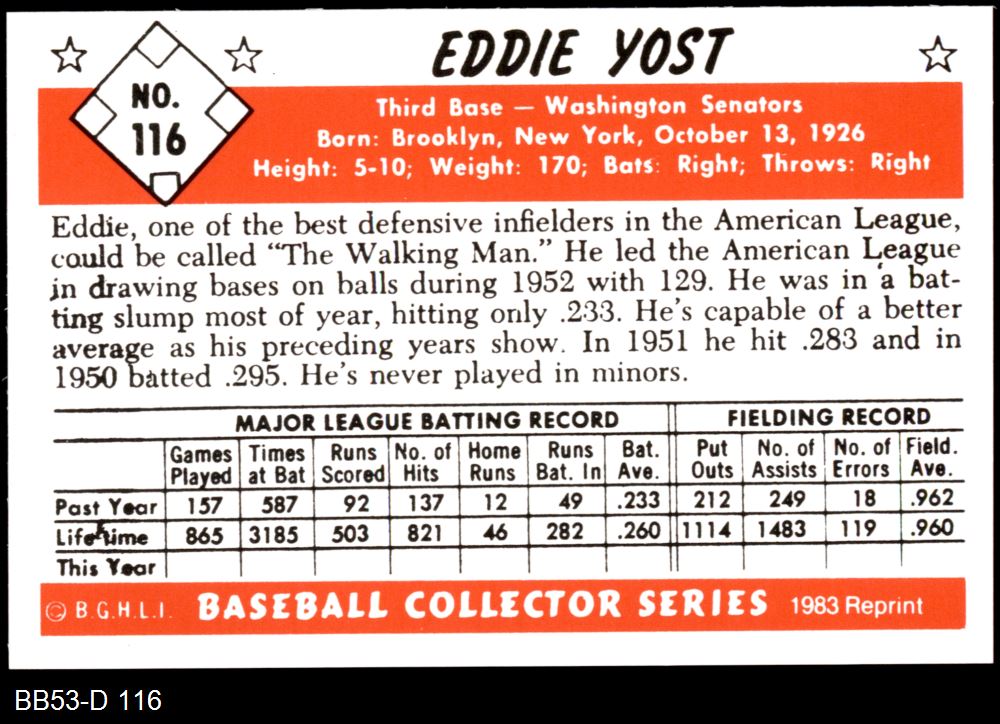 EDDIE YOST
NO.
116
Third Base — Washington Senators
Born: Brooklyn, New York, October 13, 1926
Height: 5-10; Weight: 170; Bats: Right; Throws: Right
Eddie, one of the best defensive infielders in the American League,
could be called “The Walking Man.” He led the American League
in drawing bases on balls during 1952 with 129. He was in a bat-
ting slump most of year, hitting only .233. He’s capable of a better
average as his preceding years show. In 1951 he hit .283 and in
1950 batted .295. He’s never played in minors.
MAJOR LEAGUE BATTING RECORD FIELDING RECORD
Games Times Runs No. of Home Runs Bat. Put No. of No. of Field.
Played at Bat Scored Hits Runs Bat. In Ave. Outs Assists Errors Ave.
Past Year 157 587 92 137 12 49 .233 212 249 18 .962
Lifetime 865 3185 503 821 46 282 .260 1114 1483 119 .960
This Year
© B.G.H.L.I. BASEBALL COLLECTOR SERIES 1983 Reprint
BB53-D 116